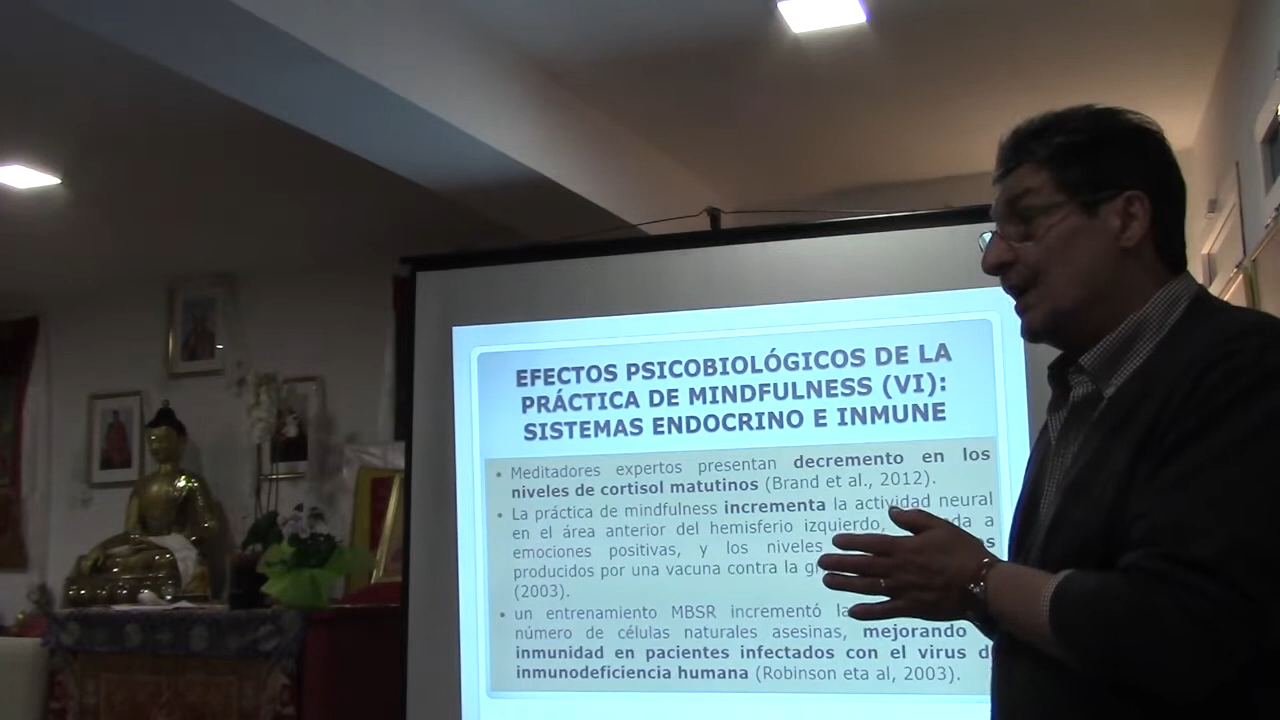 EFECTOS PSICOBIOLÓGICOS DE LA
PRÁCTICA DE MINDFULNESS (VI):
SISTEMAS ENDOCRINO E INMUNE
• Meditadores expertos presentan decremento en los
niveles de cortisol matutinos (Brand et al., 2012).
• La práctica de mindfulness incrementa la actividad neural
en el área anterior del hemisferio izquierdo, a
emociones positivas, y los niveles
producidos por una vacuna contra la
(2003).
• un entrenamiento MBSR incrementó
número de células naturales asesinas, mejorando
inmunidad en pacientes infectados con el virus
inmunodeficiencia humana (Robinson eta al, 2003).